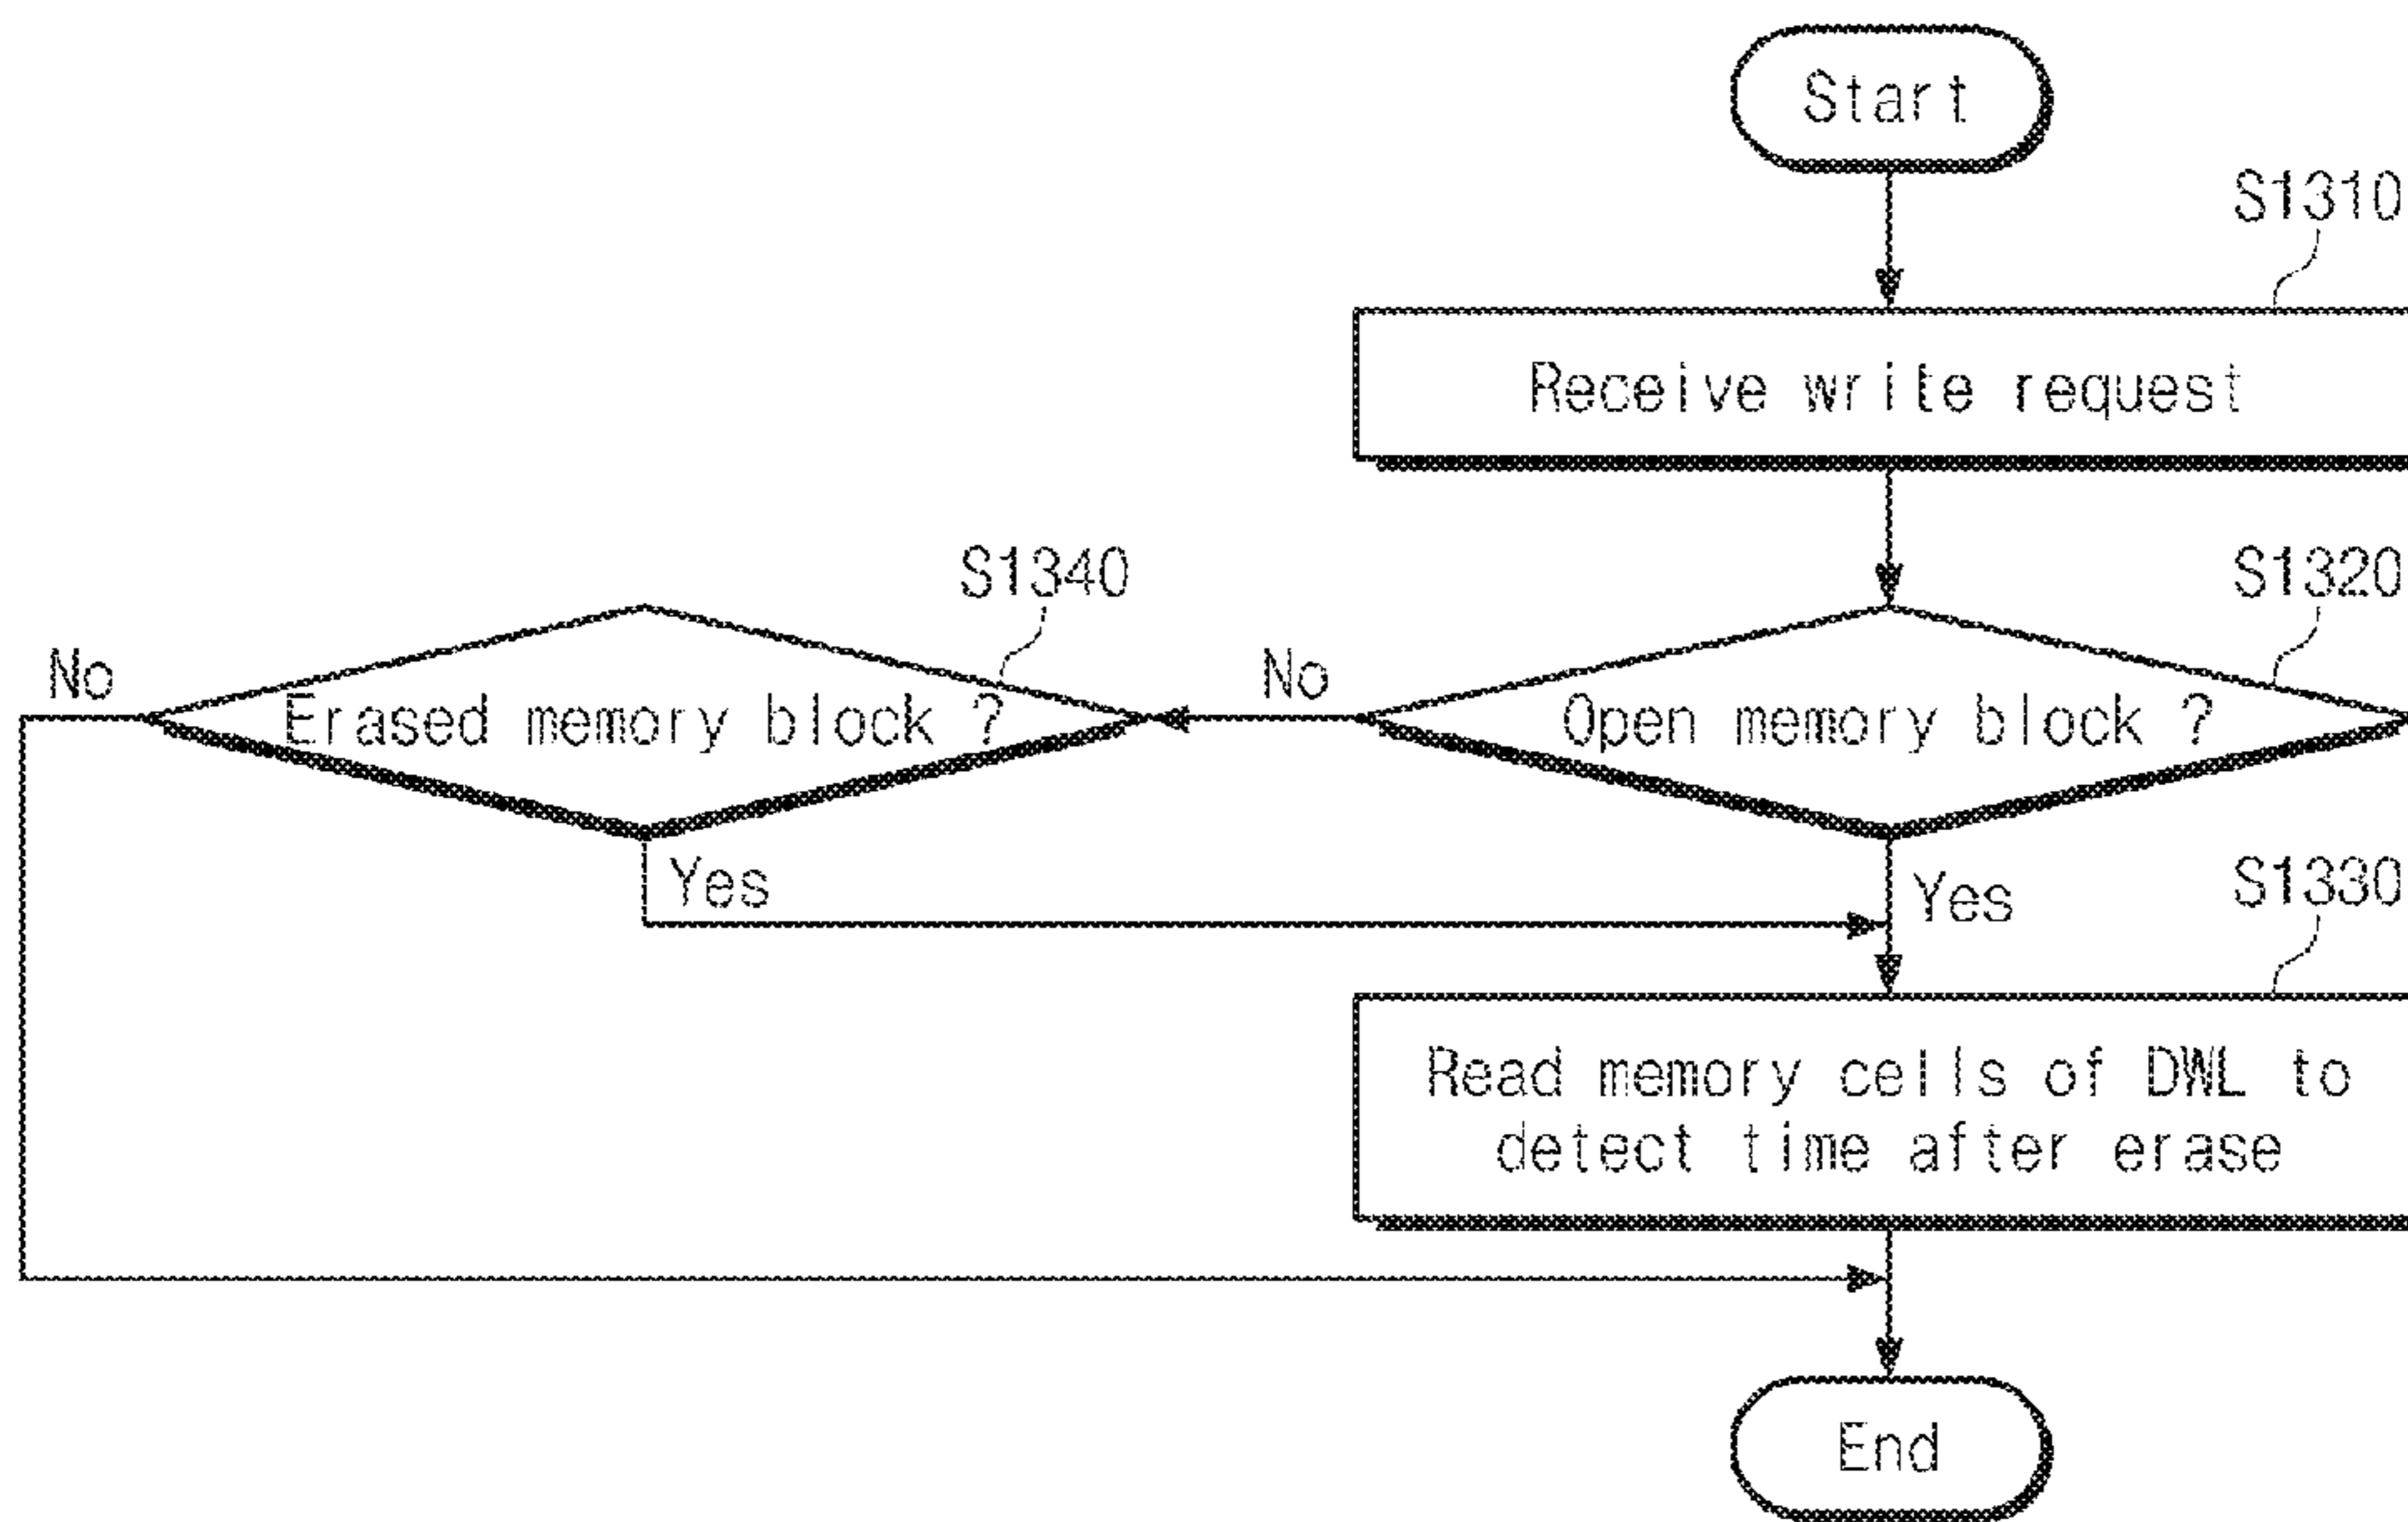 Start
S1310
Receive write request
S1340
S1320
No
No
Erased memory block ?
Open memory block ?
Yes
Yes
S1330
Read memory cells of DWL to
detect time after erase
End